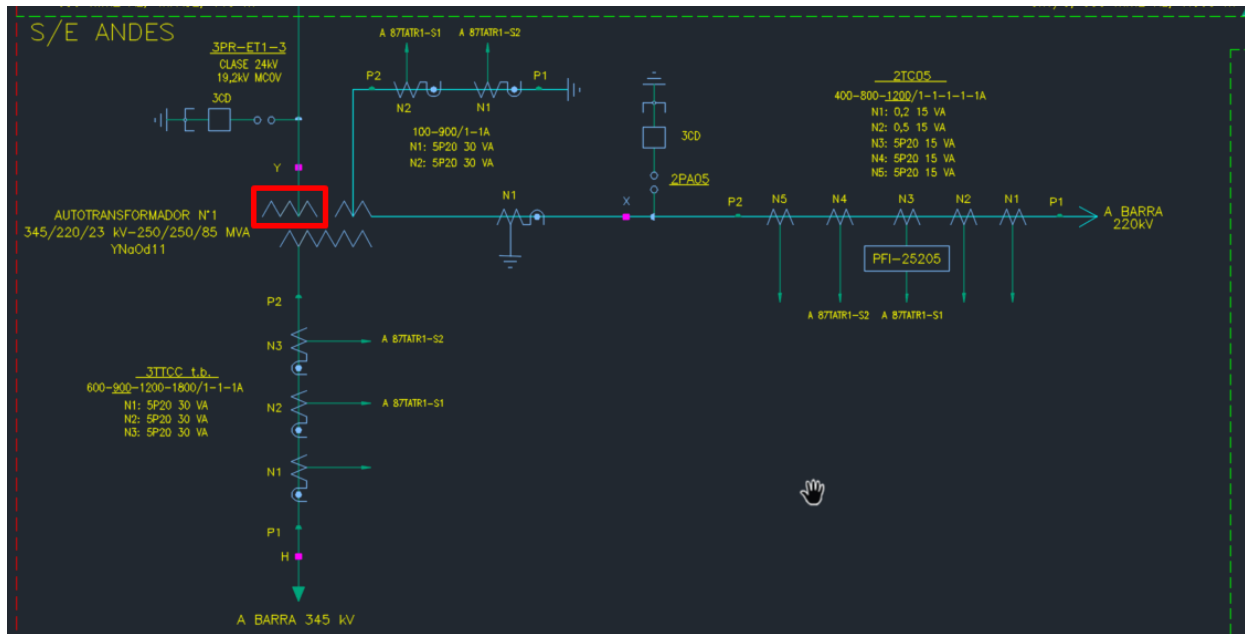 S/E ANDES
3PR-ET1-3
CLASE 24kV
19,2kV MCOV
3CD
Y
A 87TATR1-S1
A 87TATR1-S2
P2
P1
N2
N1
100-900/1-1A
N1: 5P20 30 VA
N2: 5P20 30 VA
3CD
2PA05
2TC05
400-800-1200/1-1-1-1-1A
N1: 0,2 15 VA
N2: 0,5 15 VA
N3: 5P20 15 VA
N4: 5P20 15 VA
N5: 5P20 15 VA
AUTOTRANSFORMADOR N°1
345/220/23 kV-250/250/85 MVA
YNaOd11
N1
X
P2
N5
N4
N3
N2
N1
P1
A BARRA
220kV
PFI-25205
A 87TATR1-S2
A 87TATR1-S1
P2
N3
A 87TATR1-S2
3TTCC t.b.
600-900-1200-1800/1-1-1A
N1: 5P20 30 VA
N2: 5P20 30 VA
N3: 5P20 30 VA
N2
A 87TATR1-S1
N1
P1
H
A BARRA 345 kV